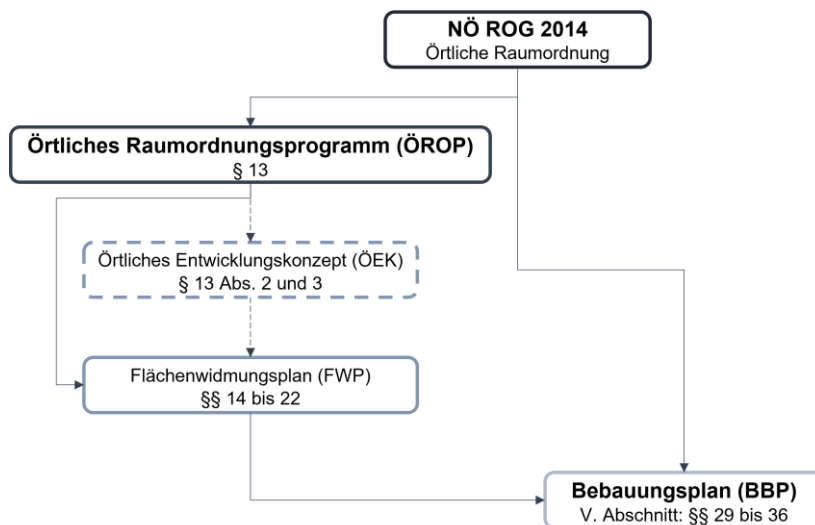 NÖ ROG 2014
Örtliche Raumordnung
Örtliches Raumordnungsprogramm (ÖROP)
§ 13
Örtliches Entwicklungskonzept (ÖEK)
§ 13 Abs. 2 und 3
Flächenwidmungsplan (FWP)
§§ 14 bis 22
Bebauungsplan (BBP)
V. Abschnitt: §§ 29 bis 36